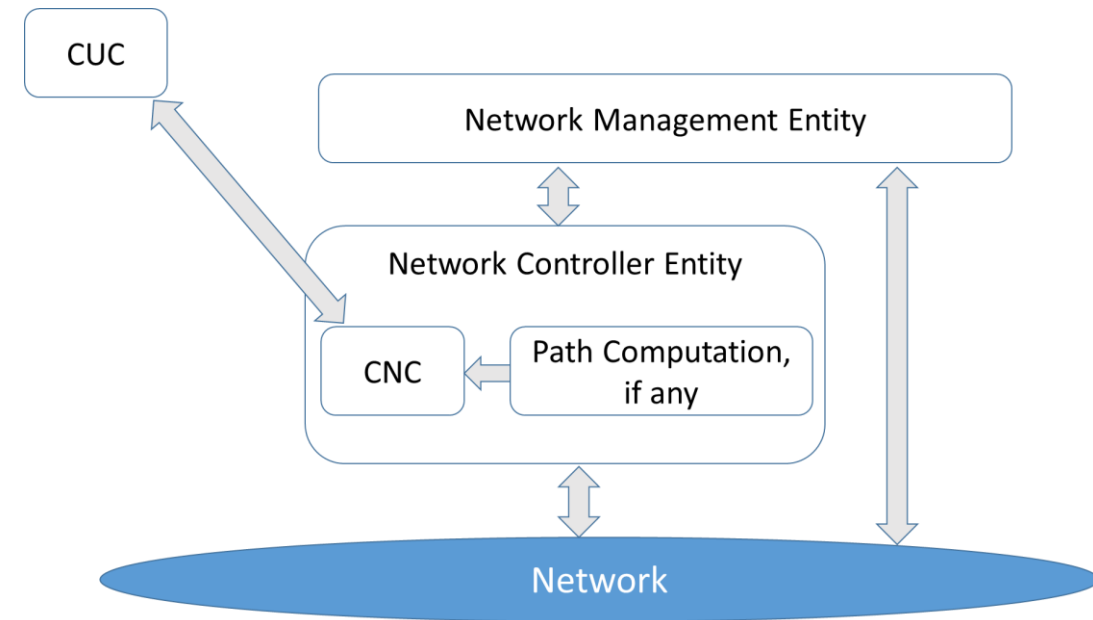 CUC
Network Management Entity
Network Controller Entity
CNC
Path Computation,
if any
Network